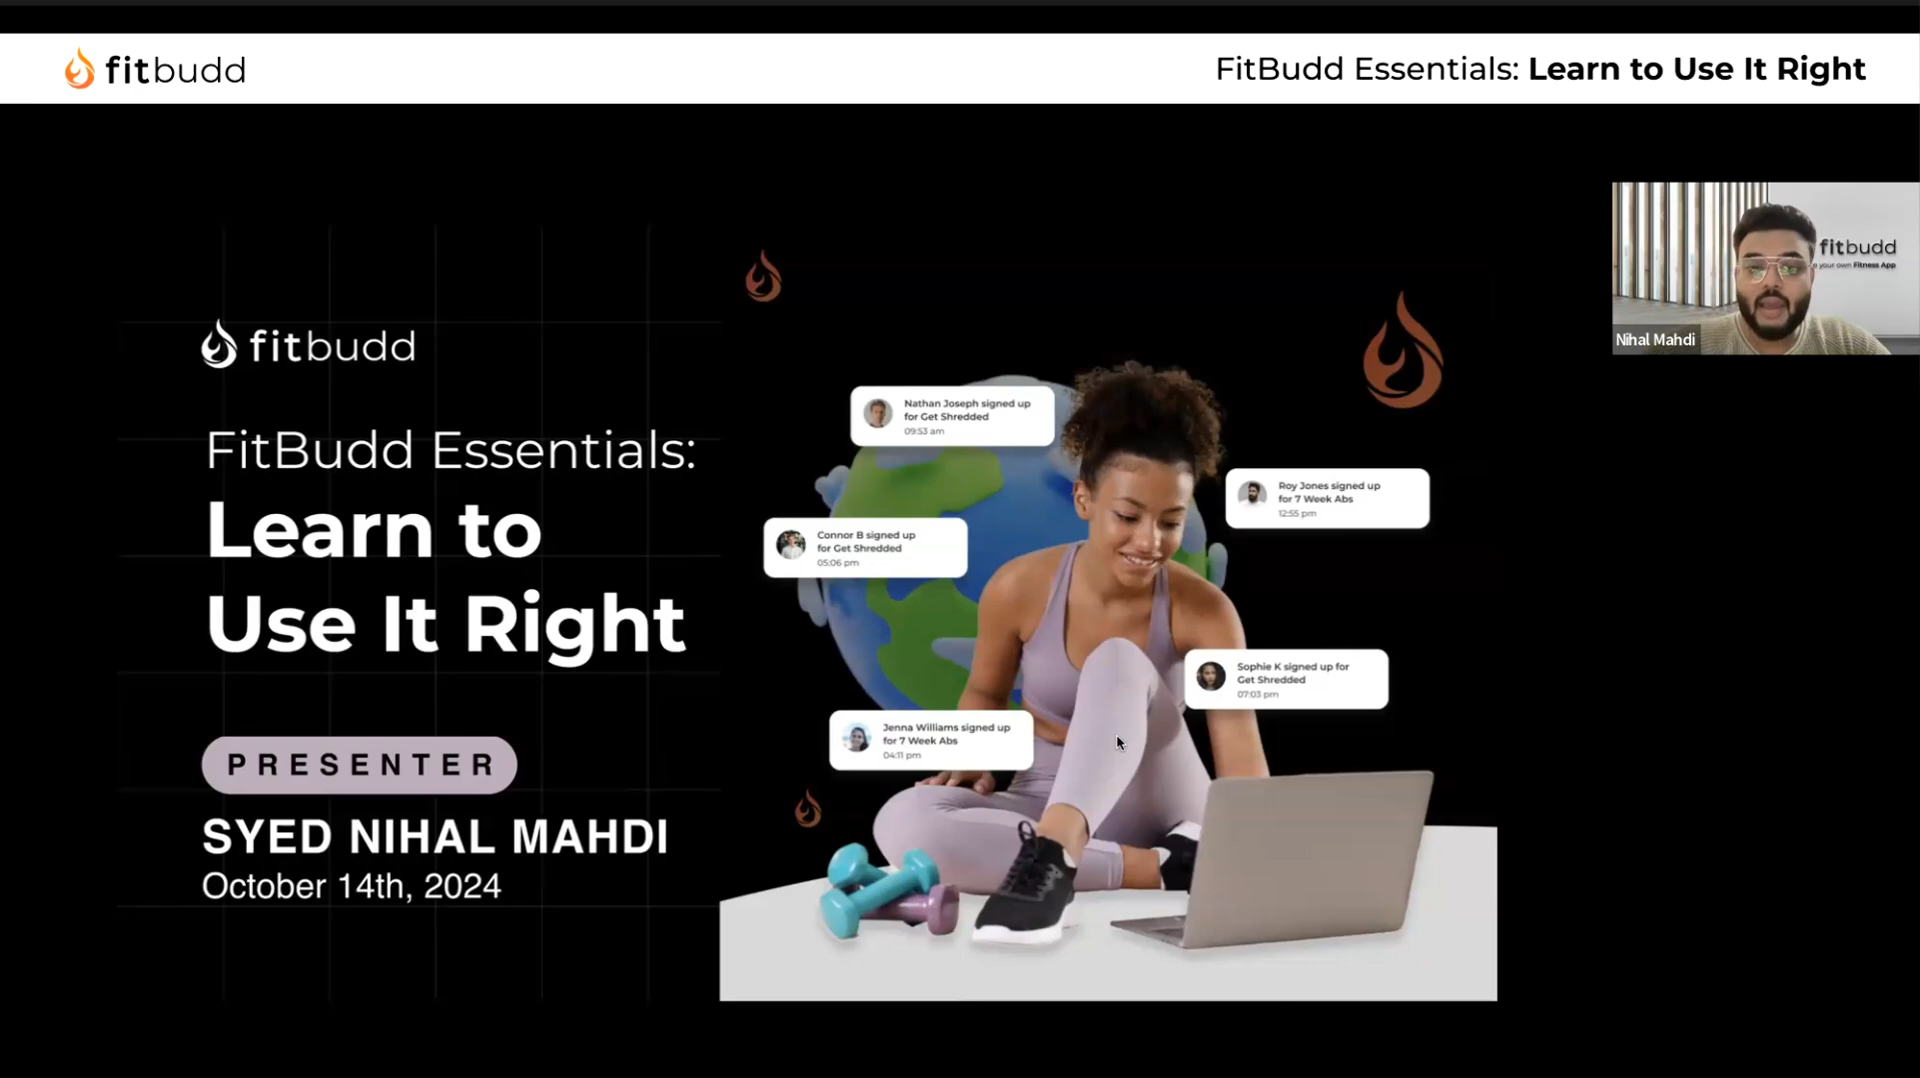 fitbudd
FitBudd Essentials: Learn to Use It Right
fitbudd
FitBudd Essentials:
Learn to
Use It Right
PRESENTER
SYED NIHAL MAHDI
October 14th, 2024
Nathan Joseph signed up
for Get Shredded
09:53 am
Roy Jones signed up
for 7 Week Abs
12:55 pm
Connor B signed up
for Get Shredded
05:06 pm
Sophie K signed up for
Get Shredded
07:03 pm
Jenna Williams signed up
for 7 Week Abs
04:11 pm
fitbudd
your own Fitness App
Nihal Mahdi